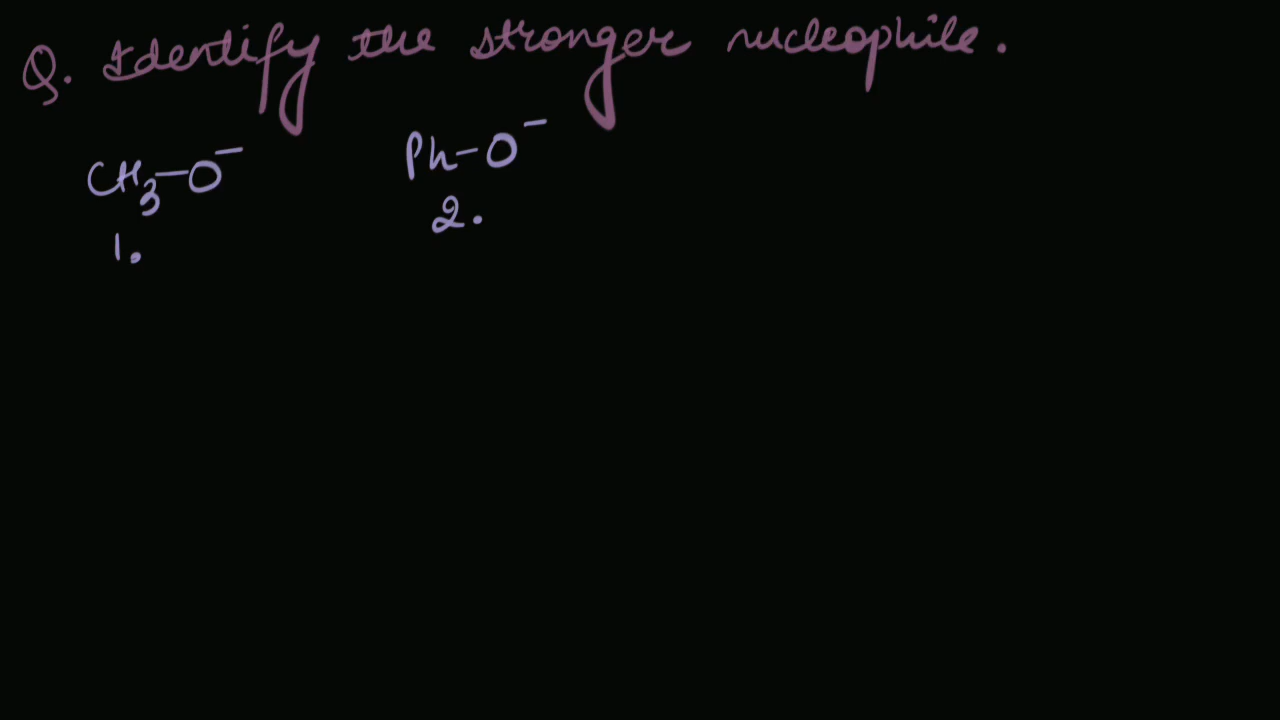 Q. Identify the stronger nucleophile.
CH₃-O⁻ Ph-O⁻
1. 2.